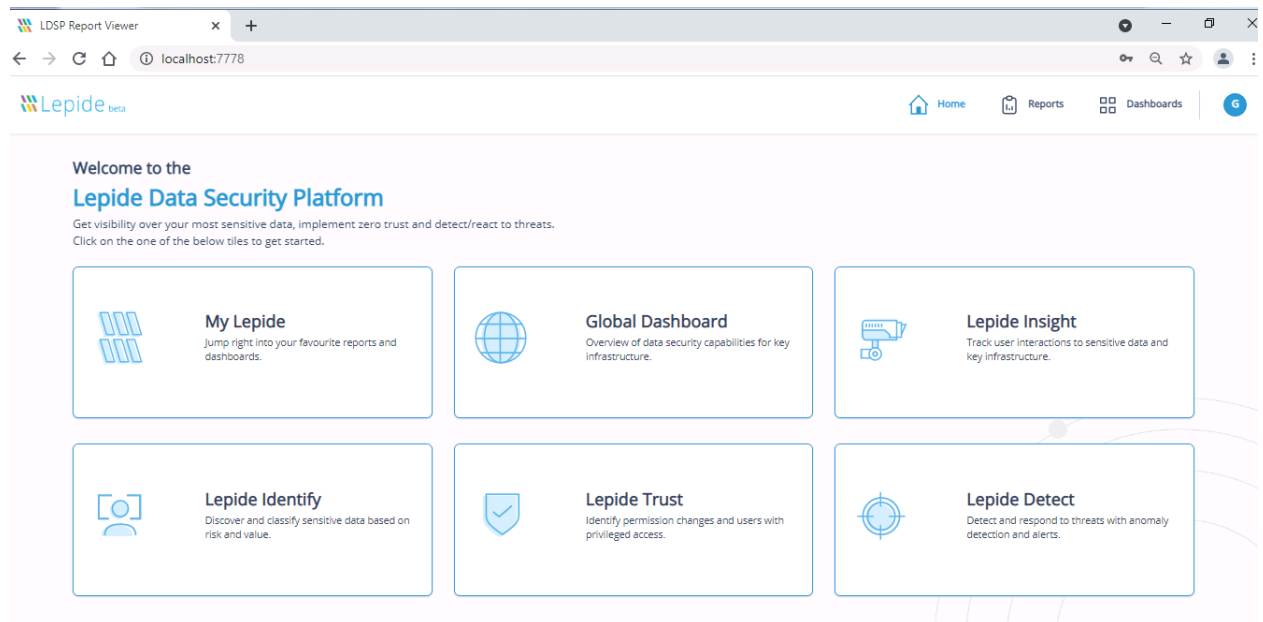 LDSP Report Viewer
localhost:7778
Lepide beta
Home
Reports
Dashboards
G
Welcome to the
Lepide Data Security Platform
Get visibility over your most sensitive data, implement zero trust and detect/react to threats.
Click on the one of the below tiles to get started.
My Lepide
Jump right into your favourite reports and
dashboards.
Global Dashboard
Overview of data security capabilities for key
infrastructure.
Lepide Insight
Track user interactions to sensitive data and
key infrastructure.
Lepide Identify
Discover and classify sensitive data based on
risk and value.
Lepide Trust
Identify permission changes and users with
privileged access.
Lepide Detect
Detect and respond to threats with anomaly
detection and alerts.